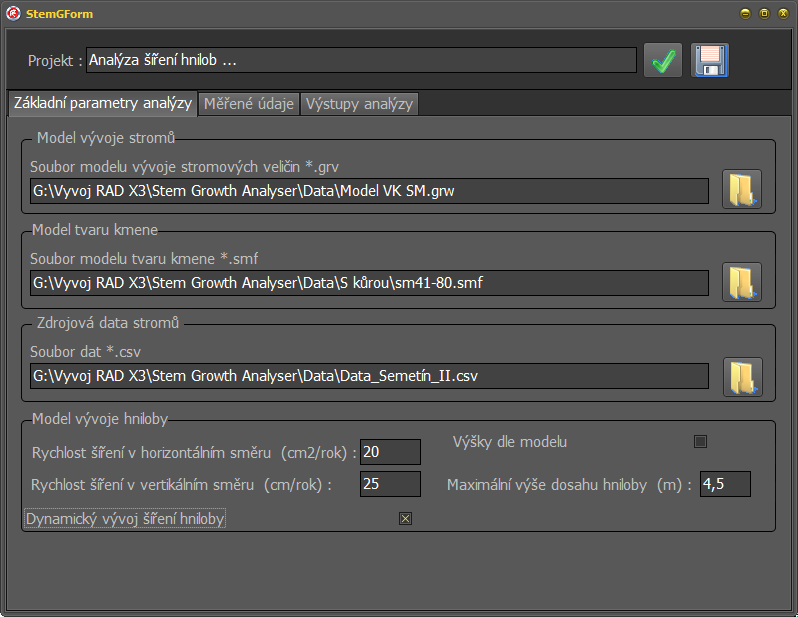 StemGForm
Projekt : Analýza šíření hnilob ...
Základní parametry analýzy Měřené údaje Výstupy analýzy
Model vývoje stromů
Soubor modelu vývoje stromových veličin *.grv
G:\Vyvoj RAD X3\Stem Growth Analyser\Data\Model VK SM.grw
Model tvaru kmene
Soubor modelu tvaru kmene *.smf
G:\Vyvoj RAD X3\Stem Growth Analyser\Data\S kůrou\sm41-80.smf
Zdrojová data stromů
Soubor dat *.csv
G:\Vyvoj RAD X3\Stem Growth Analyser\Data\Data_Semetín_II.csv
Model vývoje hniloby
Rychlost šíření v horizontálním směru (cm2/rok) : 20 Výšky dle modelu
Rychlost šíření v vertikálním směru (cm/rok) : 25 Maximální výše dosahu hniloby (m) : 4,5
Dynamický vývoj šíření hniloby